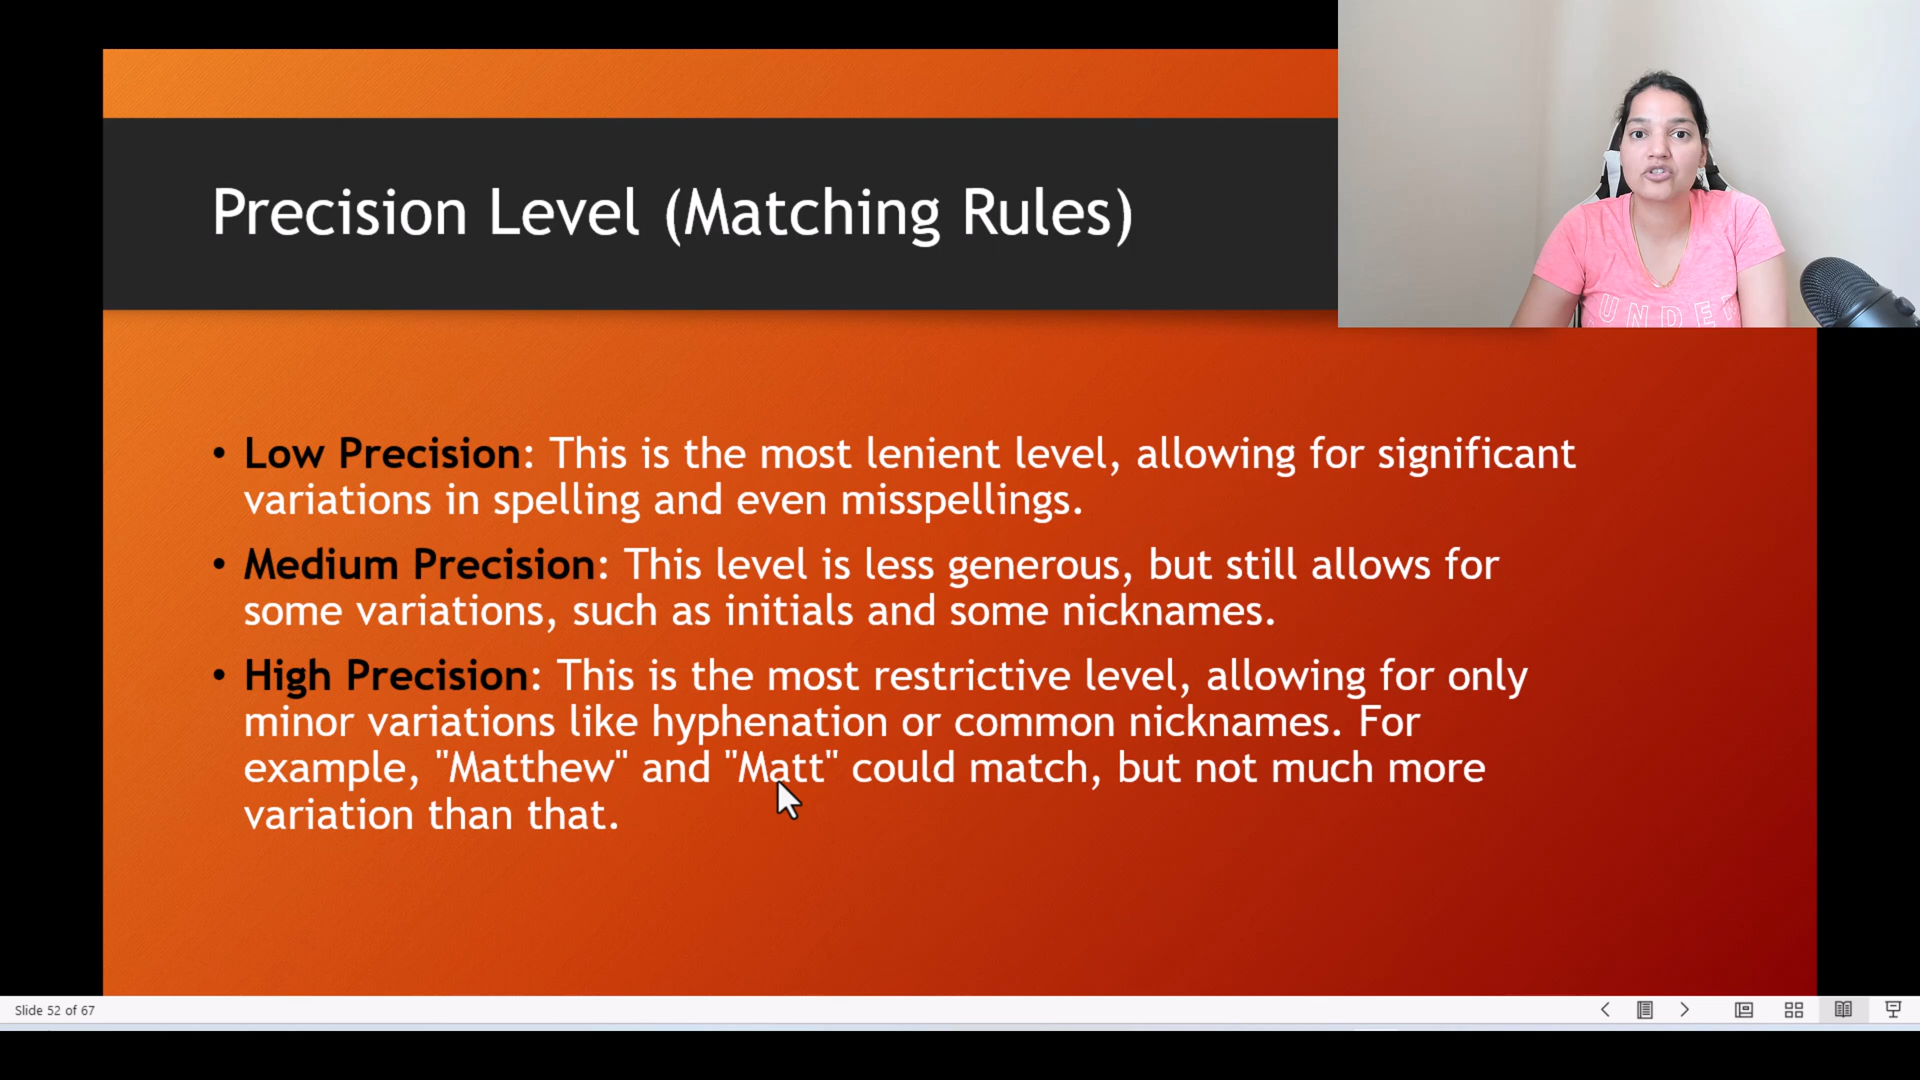 Precision Level (Matching Rules)
UNDER
• Low Precision: This is the most lenient level, allowing for significant
variations in spelling and even misspellings.
• Medium Precision: This level is less generous, but still allows for
some variations, such as initials and some nicknames.
• High Precision: This is the most restrictive level, allowing for only
minor variations like hyphenation or common nicknames. For
example, "Matthew" and "Matt" could match, but not much more
variation than that.
Slide 52 of 67